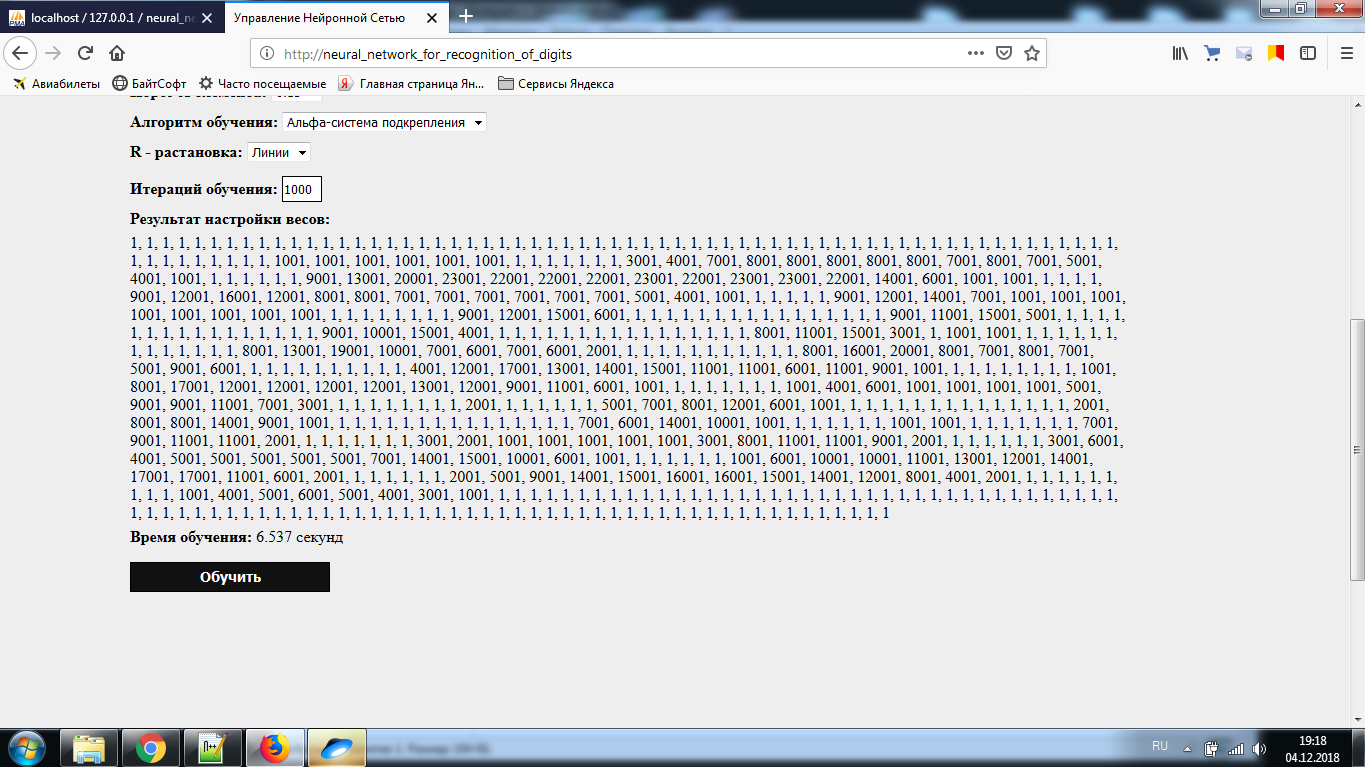 localhost / 127.0.0.1 / neural_ne
Управление Нейронной Сетью
http://neural_network_for_recognition_of_digits
Авиабилеты БайтСофт Часто посещаемые Главная страница Ян... Сервисы Яндекса
Алгоритм обучения: Альфа-система подкрепления
R - растановка: Линии
Итераций обучения: 1000
Результат настройки весов:
1, 1, 1, 1, 1, 1, 1, 1, 1, 1, 1, 1, 1, 1, 1, 1, 1, 1, 1, 1, 1, 1, 1, 1, 1, 1, 1, 1, 1, 1, 1, 1, 1, 1, 1, 1, 1, 1, 1, 1, 1, 1, 1, 1, 1, 1, 1, 1, 1, 1, 1, 1, 1, 1, 1, 1, 1, 1, 1, 1, 1,
1, 1, 1, 1, 1, 1, 1, 1, 1, 1001, 1001, 1001, 1001, 1001, 1001, 1, 1, 1, 1, 1, 1, 1, 3001, 4001, 7001, 8001, 8001, 8001, 8001, 8001, 7001, 8001, 7001, 5001,
4001, 1001, 1, 1, 1, 1, 1, 1, 9001, 13001, 20001, 23001, 22001, 22001, 22001, 23001, 22001, 23001, 23001, 22001, 14001, 6001, 1001, 1001, 1, 1, 1, 1,
9001, 12001, 16001, 12001, 8001, 8001, 7001, 7001, 7001, 7001, 7001, 7001, 5001, 4001, 1001, 1, 1, 1, 1, 1, 9001, 12001, 14001, 7001, 1001, 1001, 1001,
1001, 1001, 1001, 1001, 1001, 1, 1, 1, 1, 1, 1, 1, 1, 9001, 12001, 15001, 6001, 1, 1, 1, 1, 1, 1, 1, 1, 1, 1, 1, 1, 1, 1, 1, 1, 9001, 11001, 15001, 5001, 1, 1, 1, 1,
1, 1, 1, 1, 1, 1, 1, 1, 1, 1, 1, 1, 9001, 10001, 15001, 4001, 1, 1, 1, 1, 1, 1, 1, 1, 1, 1, 1, 1, 1, 1, 1, 1, 8001, 11001, 15001, 3001, 1, 1001, 1001, 1, 1, 1, 1, 1, 1,
1, 1, 1, 1, 1, 1, 1, 8001, 13001, 19001, 10001, 7001, 6001, 7001, 6001, 2001, 1, 1, 1, 1, 1, 1, 1, 1, 1, 1, 1, 8001, 16001, 20001, 8001, 7001, 8001, 7001,
5001, 9001, 6001, 1, 1, 1, 1, 1, 1, 1, 1, 1, 1, 4001, 12001, 17001, 13001, 14001, 15001, 11001, 11001, 6001, 11001, 9001, 1001, 1, 1, 1, 1, 1, 1, 1, 1, 1001,
8001, 17001, 12001, 12001, 12001, 12001, 13001, 12001, 9001, 11001, 6001, 1001, 1, 1, 1, 1, 1, 1, 1, 1001, 4001, 6001, 1001, 1001, 1001, 1001, 5001,
9001, 9001, 11001, 7001, 3001, 1, 1, 1, 1, 1, 1, 1, 1, 2001, 1, 1, 1, 1, 1, 1, 5001, 7001, 8001, 12001, 6001, 1001, 1, 1, 1, 1, 1, 1, 1, 1, 1, 1, 1, 1, 1, 1, 2001,
8001, 8001, 14001, 9001, 1001, 1, 1, 1, 1, 1, 1, 1, 1, 1, 1, 1, 1, 1, 1, 1, 7001, 6001, 14001, 10001, 1001, 1, 1, 1, 1, 1, 1, 1001, 1001, 1, 1, 1, 1, 1, 1, 1, 7001,
9001, 11001, 11001, 2001, 1, 1, 1, 1, 1, 1, 1, 3001, 2001, 1001, 1001, 1001, 1001, 1001, 3001, 8001, 11001, 11001, 9001, 2001, 1, 1, 1, 1, 1, 1, 3001, 6001,
4001, 5001, 5001, 5001, 5001, 5001, 7001, 14001, 15001, 10001, 6001, 1001, 1, 1, 1, 1, 1, 1, 1001, 6001, 10001, 10001, 11001, 13001, 12001, 14001,
17001, 17001, 11001, 6001, 2001, 1, 1, 1, 1, 1, 1, 2001, 5001, 9001, 14001, 15001, 16001, 16001, 15001, 14001, 12001, 8001, 4001, 2001, 1, 1, 1, 1, 1, 1,
1, 1, 1, 1001, 4001, 5001, 6001, 5001, 4001, 3001, 1001, 1, 1, 1, 1, 1, 1, 1, 1, 1, 1, 1, 1, 1, 1, 1, 1, 1, 1, 1, 1, 1, 1, 1, 1, 1, 1, 1, 1, 1, 1, 1, 1, 1, 1, 1, 1, 1, 1, 1,
1, 1, 1, 1, 1, 1, 1, 1, 1, 1, 1, 1, 1, 1, 1, 1, 1, 1, 1, 1, 1, 1, 1, 1, 1, 1, 1, 1, 1, 1, 1, 1, 1, 1, 1, 1, 1, 1, 1, 1, 1, 1, 1, 1, 1, 1, 1
Время обучения: 6.537 секунд
Обучить
RU
19:18
04.12.2018